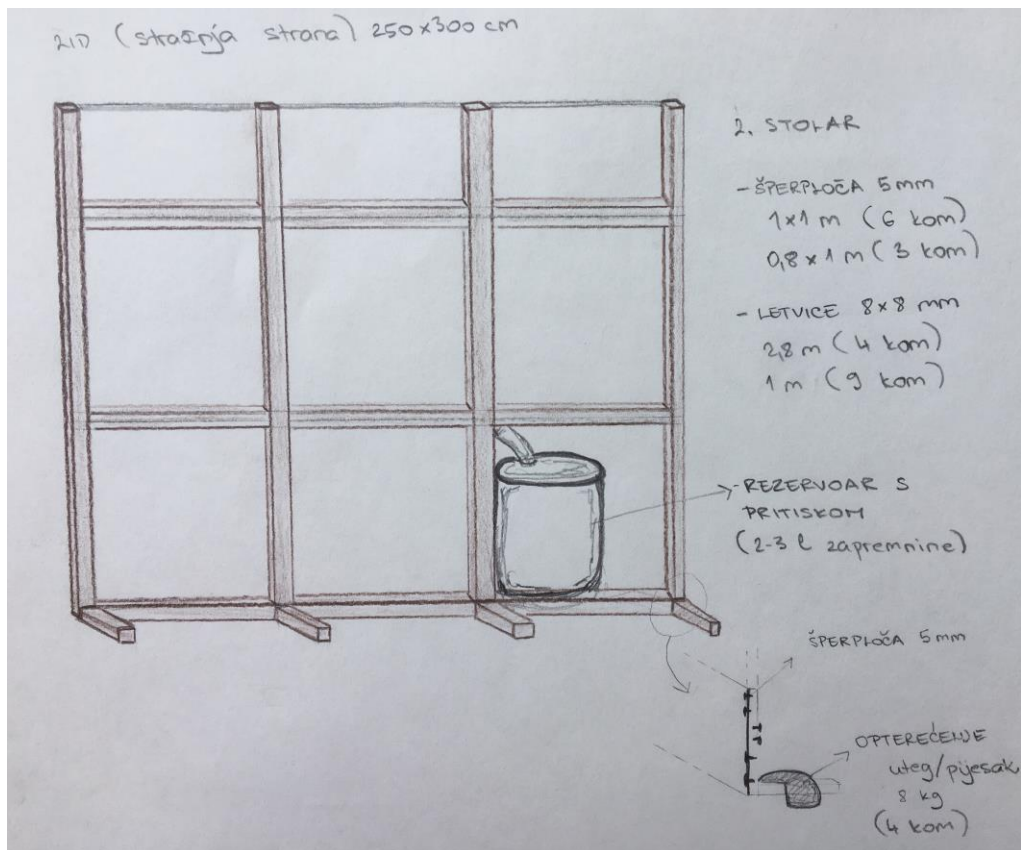 ZID (stražnja strana) 250x300 cm
2. STOLAR
- ŠPERPLOČA 5mm
1x1 m (6 kom)
0,8 x 1 m (3 kom)
- LETVICE 8x8 mm
2,8 m (4 kom)
1 m (9 kom)
- REZERVOAR S
PRITISKOM
(2-3 l zapremnine)
ŠPERPLOČA 5mm
OPTEREĆENJE
uteg/pijesak
8 kg
(4 kom)